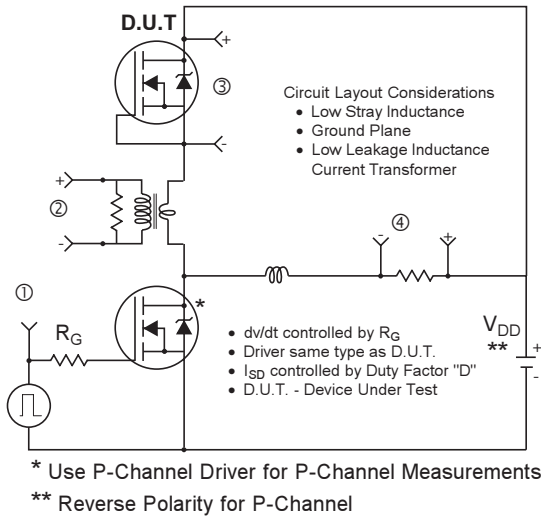 D.U.T
+
③
-
Circuit Layout Considerations
• Low Stray Inductance
• Ground Plane
• Low Leakage Inductance
Current Transformer
+
②
-
- ④ +
①
R_G
*
• dv/dt controlled by R_G
• Driver same type as D.U.T.
• I_SD controlled by Duty Factor "D"
• D.U.T. - Device Under Test
V_DD
**
+
-
* Use P-Channel Driver for P-Channel Measurements
** Reverse Polarity for P-Channel